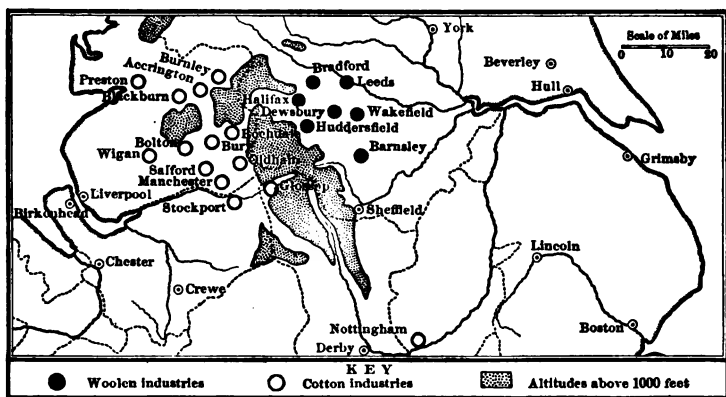 York
Scale of Miles
0 10 20
Burnley
Accrington
Bradford
Beverley
Preston
Leeds
Hull
Blackburn
Halifax
Dewsbury
Wakefield
Huddersfield
Rochdale
Bolton
Bury
Wigan
Oldham
Barnsley
Grimsby
Salford
Manchester
Glossop
Liverpool
Birkenhead
Stockport
Sheffield
Lincoln
Chester
Crewe
Nottingham
Boston
Derby
KEY
Woolen industries
Cotton industries
Altitudes above 1000 feet